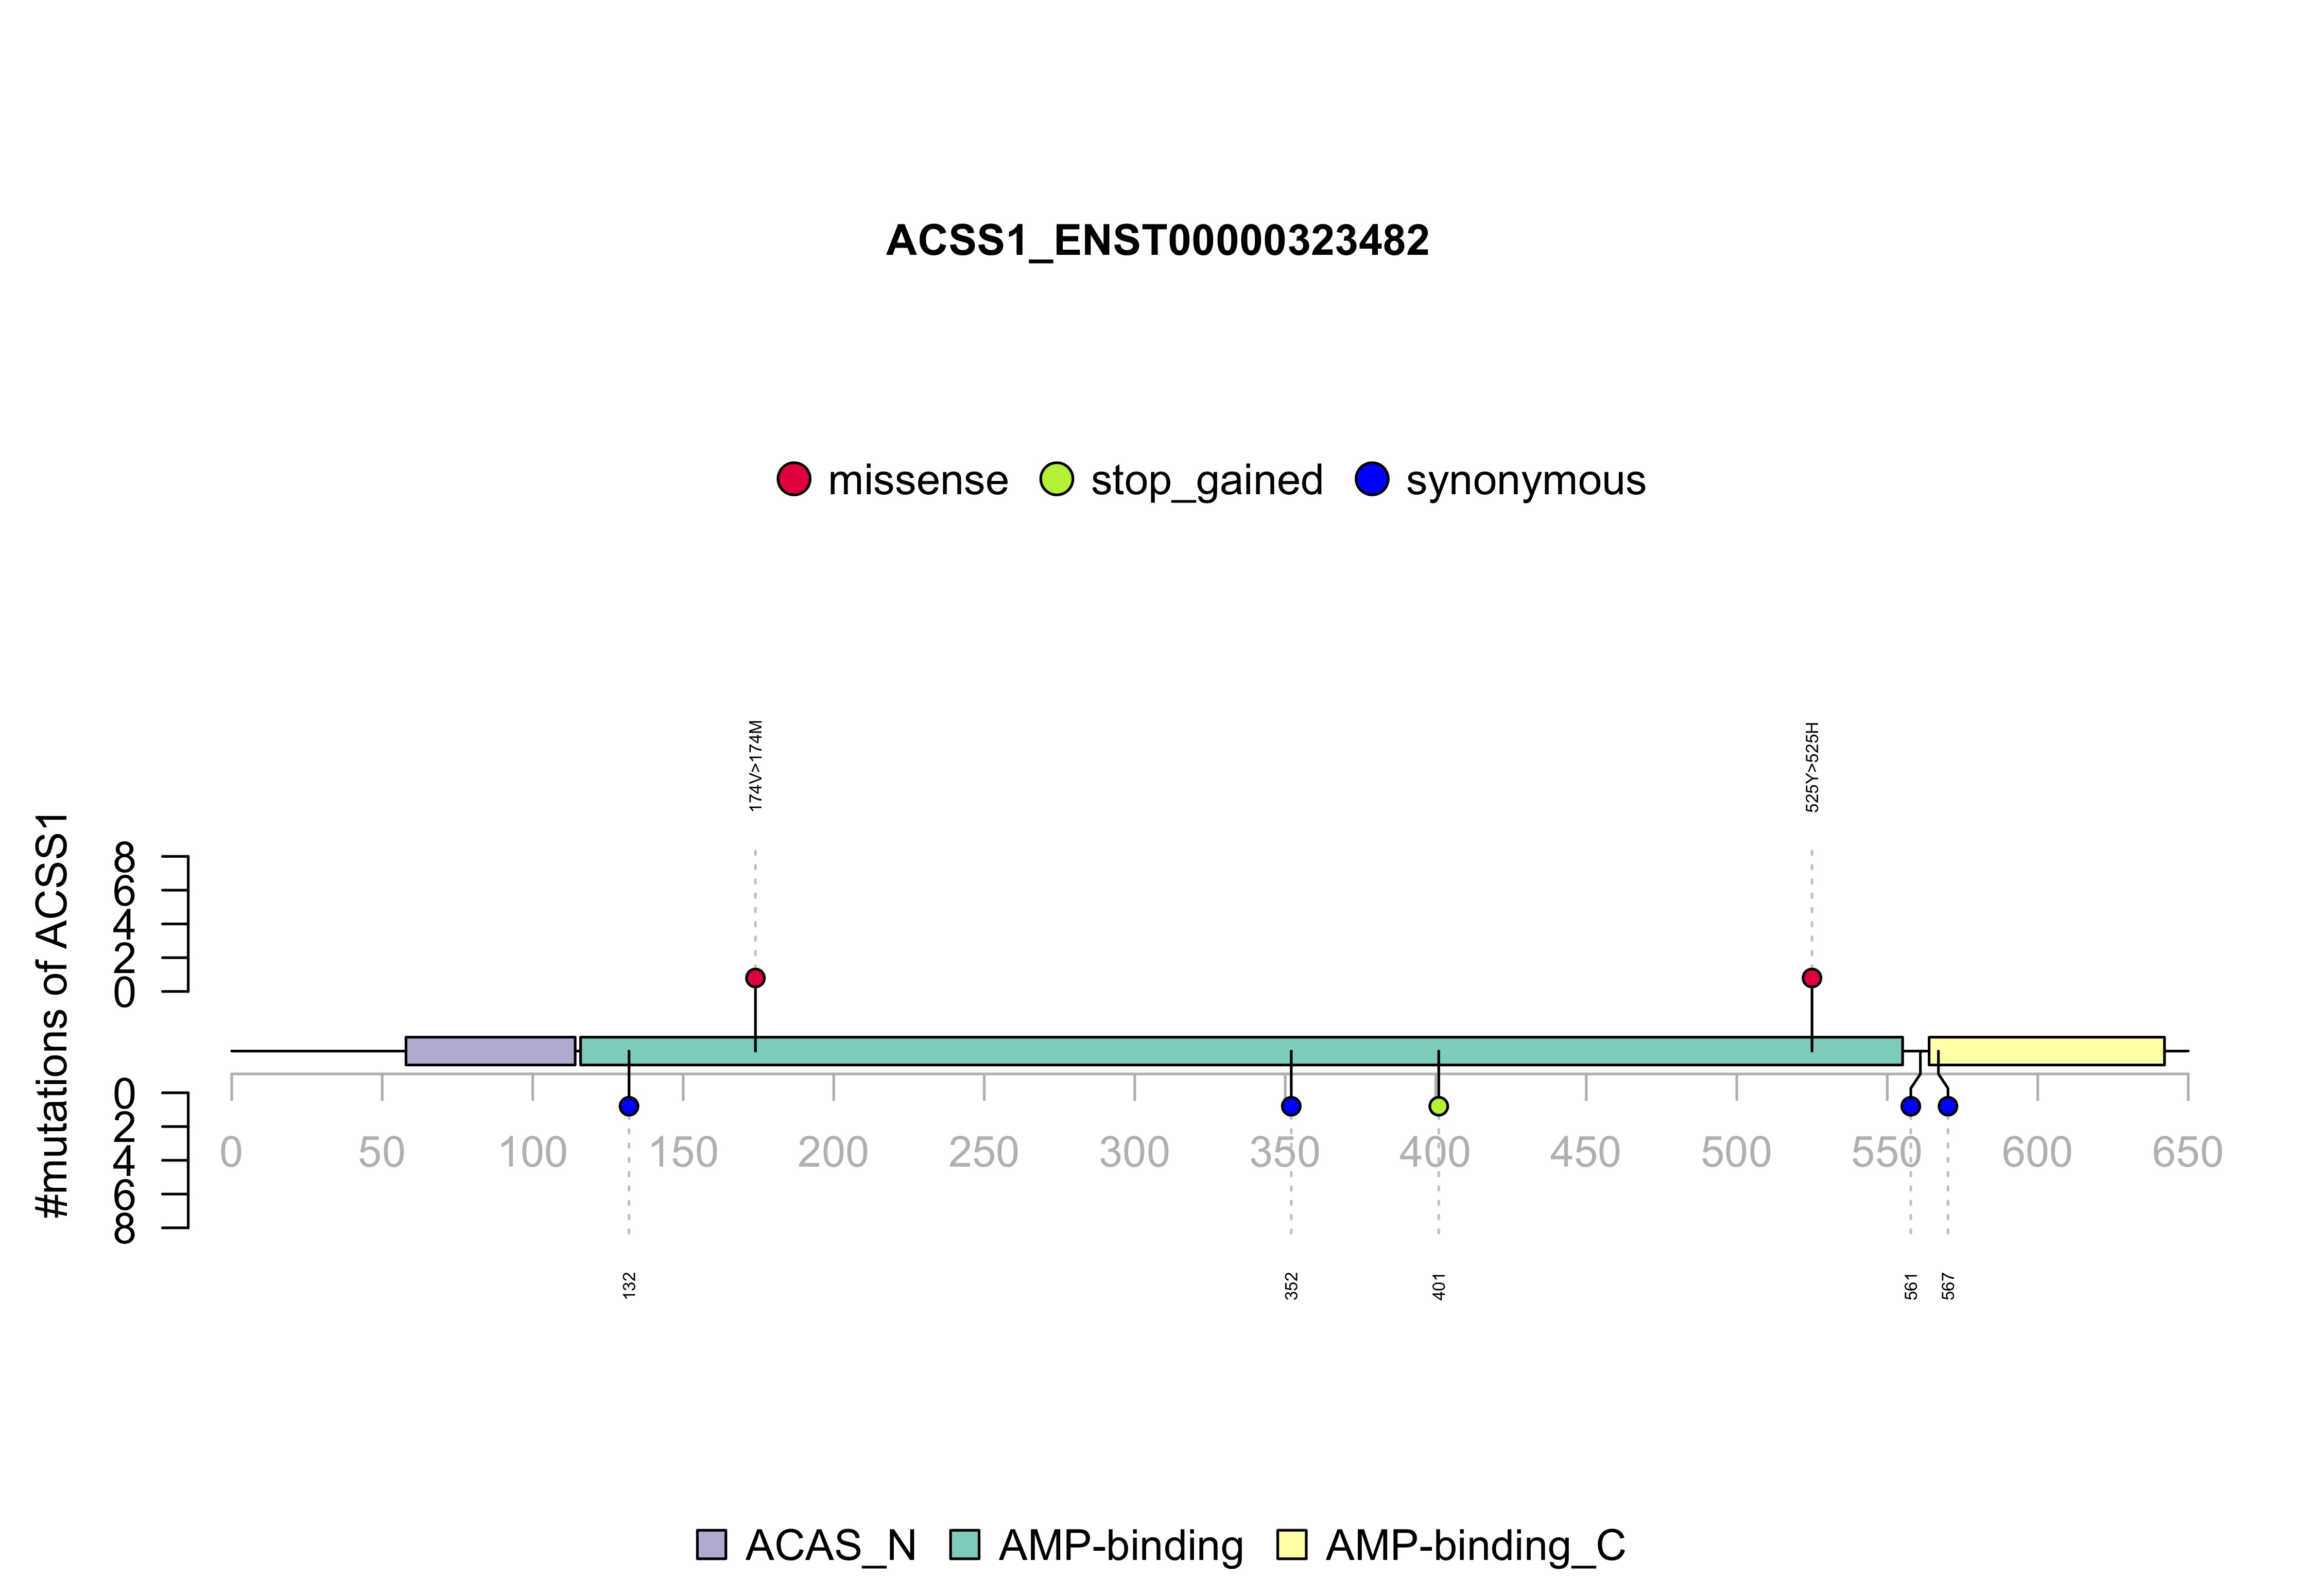 ACSS1_ENST00000323482
missense stop_gained synonymous
174V>174M
525Y>525H
#mutations of ACSS1
8
6
4
2
0
0
2
4
6
8
0 50 100 150 200 250 300 350 400 450 500 550 600 650
132 352 401 561 567
ACAS_N AMP-binding AMP-binding_C